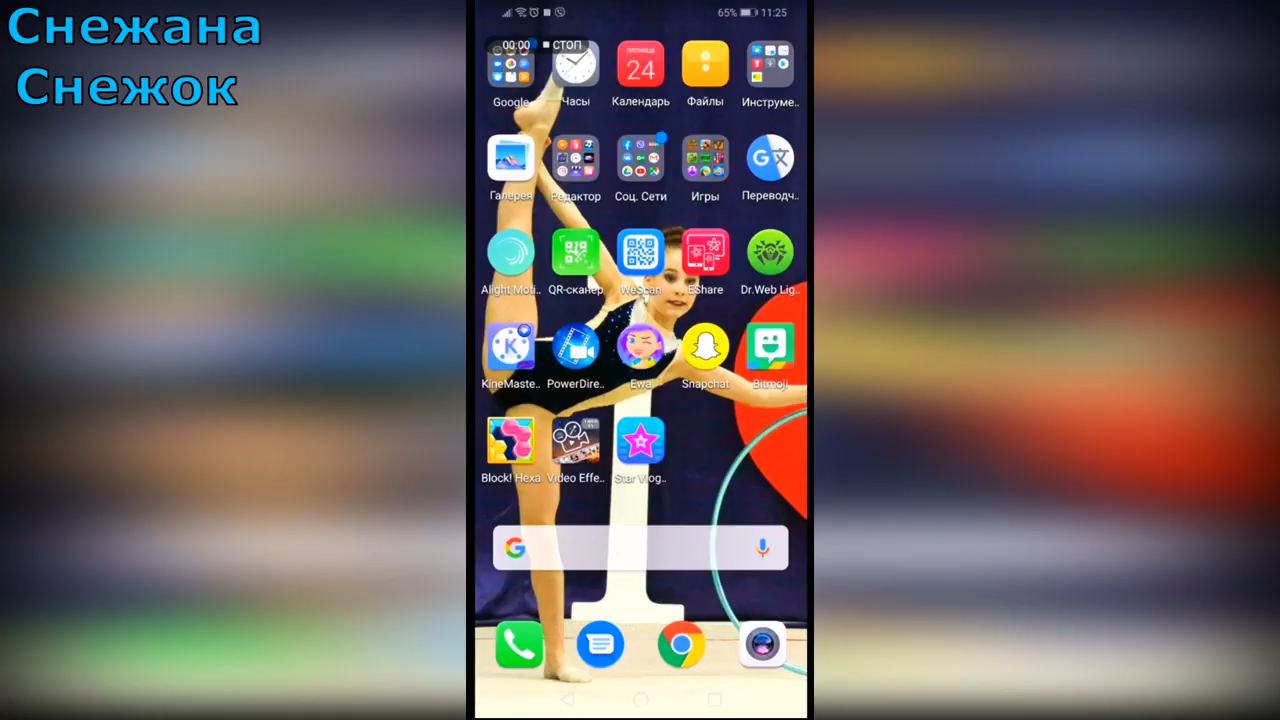 Снежана
Снежок
65% 11:25
00:00 СТОП
ПЯТНИЦА
24
Google Часы Календарь Файлы Инструме..
Галерея Редактор Соц. Сети Игры Переводч..
Alight Moti.. QR-сканер WeScan EShare Dr.Web Lig..
K
KineMaste.. PowerDire.. Ewa Snapchat Bitmoji
Block! Hexa Video Effe.. Star Vlog..
G